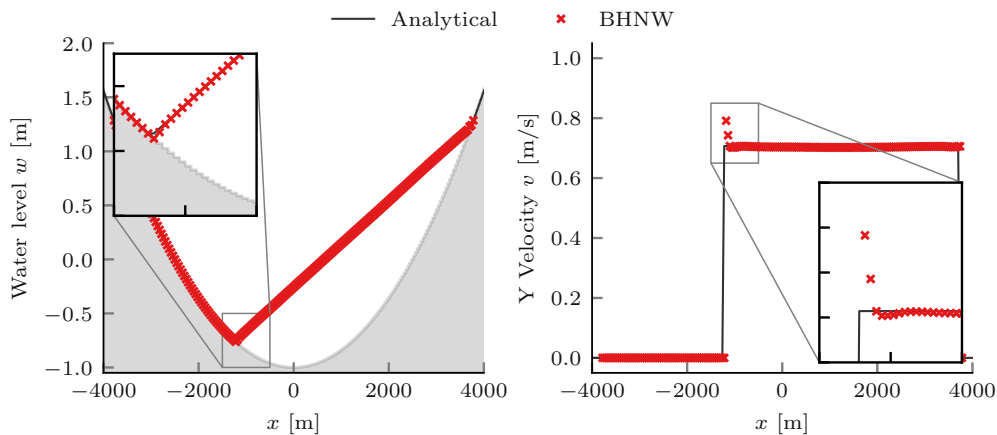 Analytical
BHNW
Water level w [m]
2.0
1.5
1.0
0.5
0.0
−0.5
−1.0
−4000 −2000 0 2000 4000
x [m]
Y Velocity v [m/s]
1.0
0.8
0.6
0.4
0.2
0.0
−4000 −2000 0 2000 4000
x [m]